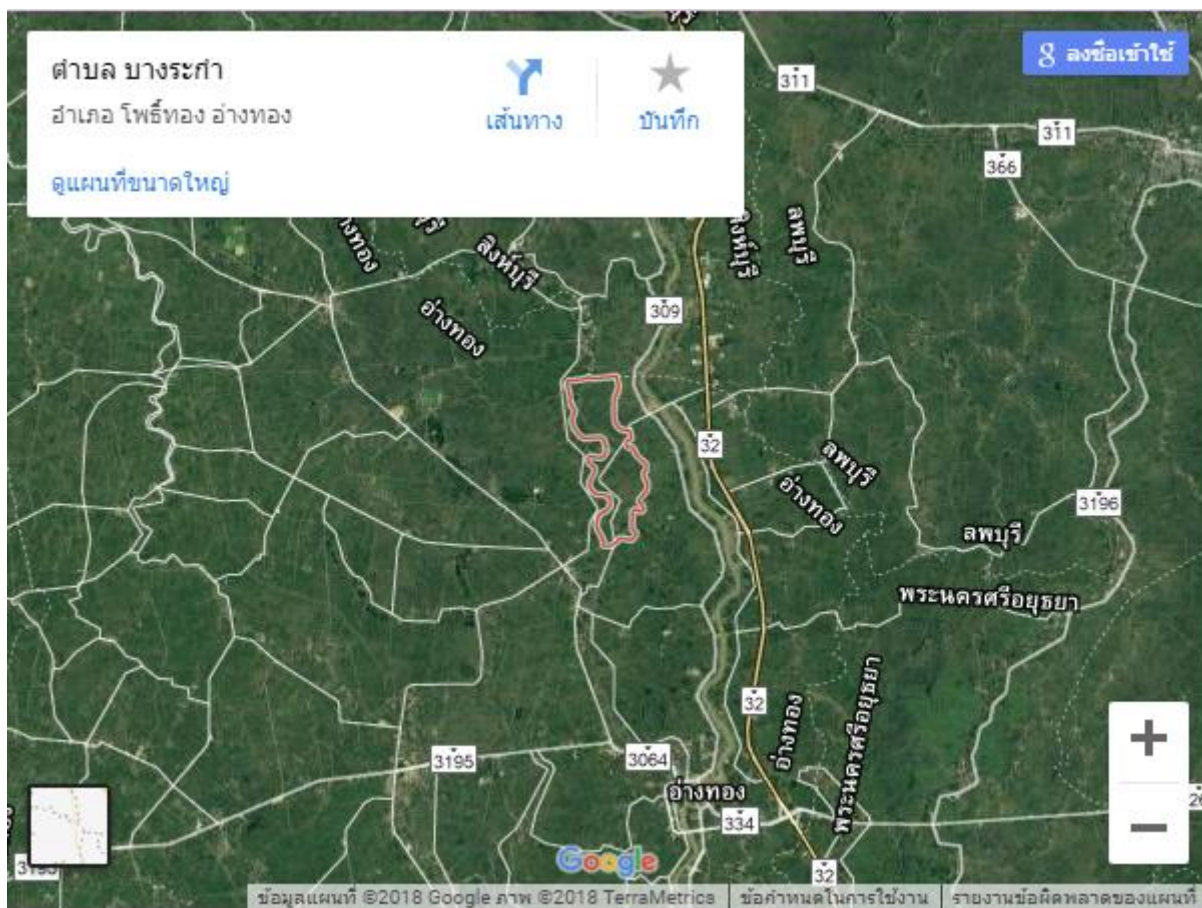 ตำบล บางระกำ
อำเภอ โพธิ์ทอง อ่างทอง
เส้นทาง
บันทึก
ดูแผนที่ขนาดใหญ่
ลงชื่อเข้าใช้
311
311
366
สิงห์บุรี
อ่างทอง
309
สิงห์บุรี
ลพบุรี
32
ลพบุรี
อ่างทอง
3196
ลพบุรี
พระนครศรีอยุธยา
32
อ่างทอง
พระนครศรีอยุธยา
3195
3064
อ่างทอง
334
3195
32
Google
ข้อมูลแผนที่ ©2018 Google ภาพ ©2018 TerraMetrics
ข้อกำหนดในการใช้งาน
รายงานข้อผิดพลาดของแผนที่